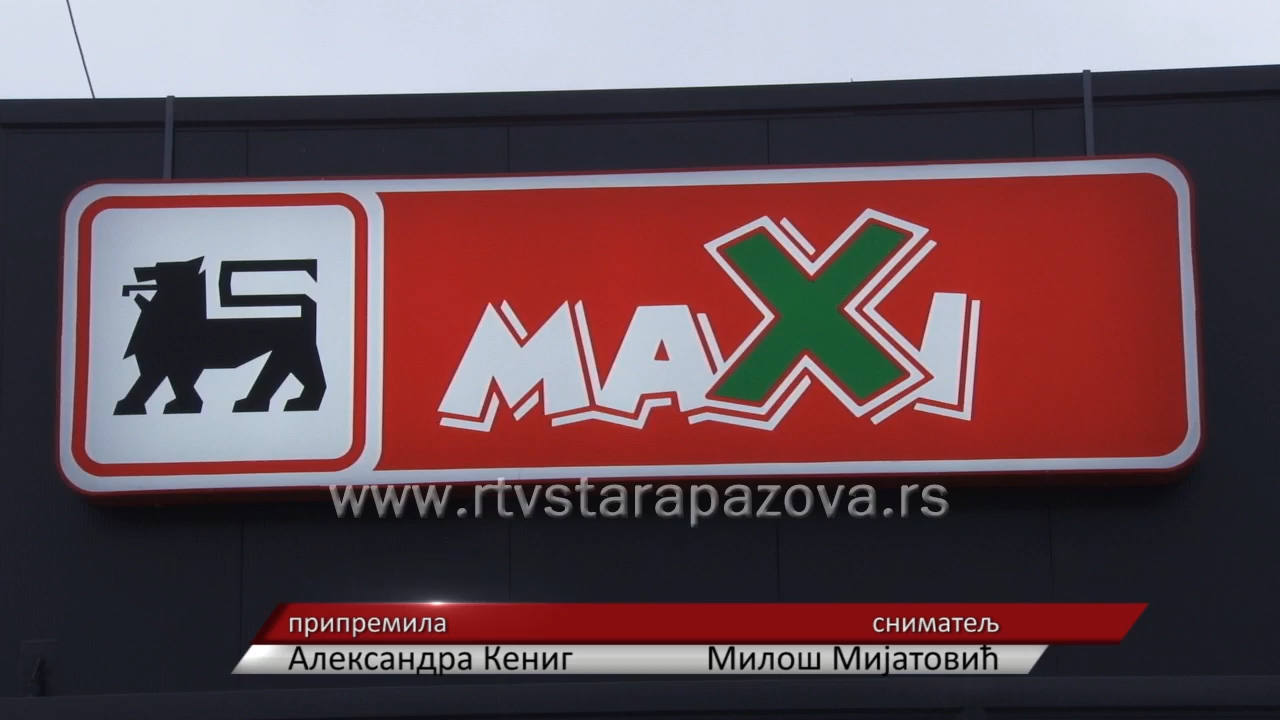 MAXI
www.rtvstarapazova.rs
припремила сниматељ
Александра Кениг Милош Мијатовић